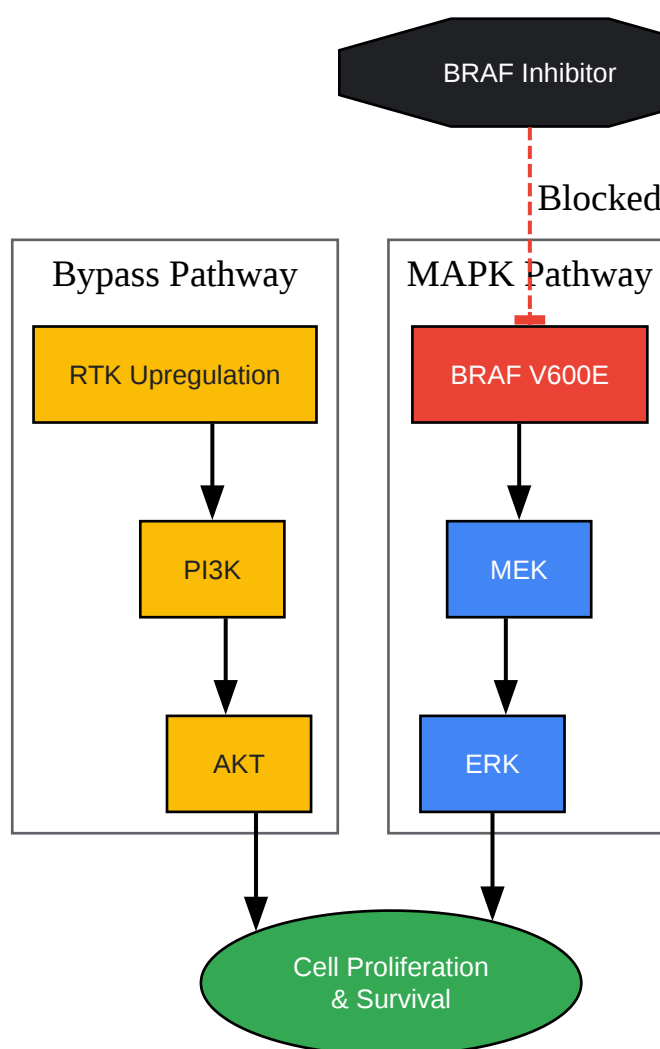 BRAF Inhibitor
Blocked
Bypass Pathway
MAPK Pathway
RTK Upregulation
BRAF V600E
PI3K
MEK
AKT
ERK
Cell Proliferation
& Survival